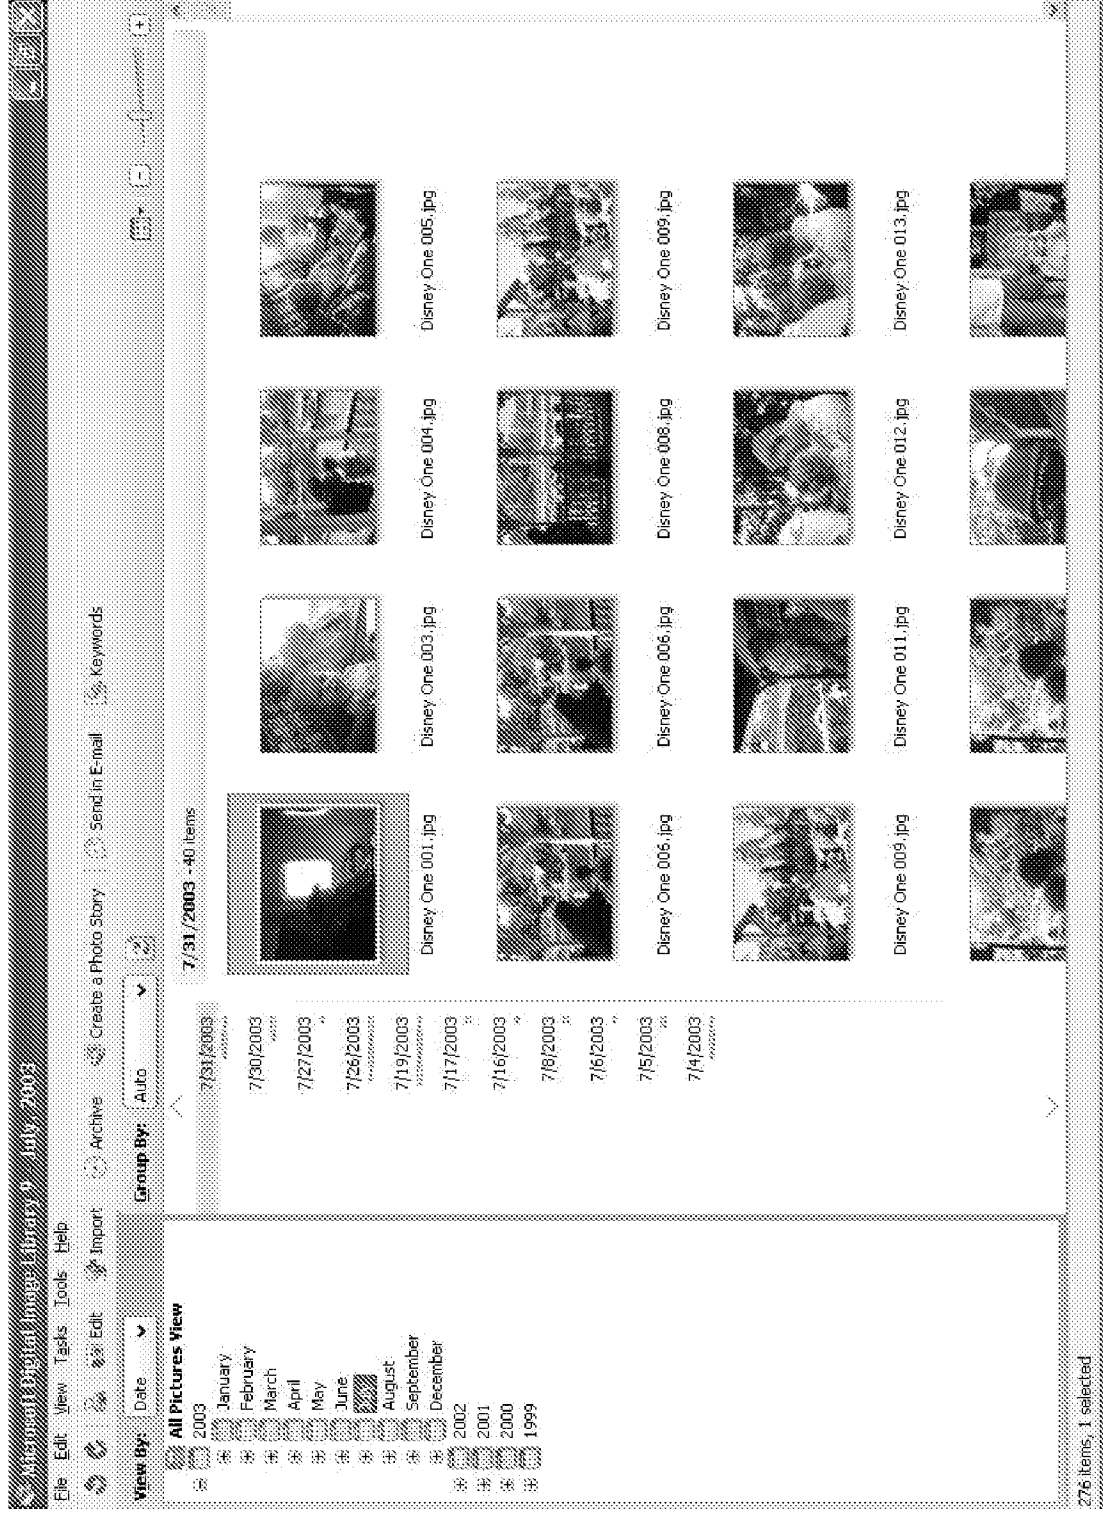 Microsoft Digital Image Library 9 - July, 2003
File Edit View Tasks Tools Help
Edit Import Archive Create a Photo Story Send in E-mail Keywords
View By: Date Group By: Auto
All Pictures View
2003
January
February
March
April
May
June
August
September
December
2002
2001
2000
1999
7/31/2003
7/30/2003
7/27/2003
7/26/2003
7/19/2003
7/17/2003
7/16/2003
7/8/2003
7/6/2003
7/5/2003
7/4/2003
7/31/2003 - 40 items
Disney One 001.jpg Disney One 003.jpg Disney One 004.jpg Disney One 005.jpg
Disney One 006.jpg Disney One 006.jpg Disney One 008.jpg Disney One 009.jpg
Disney One 009.jpg Disney One 011.jpg Disney One 012.jpg Disney One 013.jpg
276 items, 1 selected